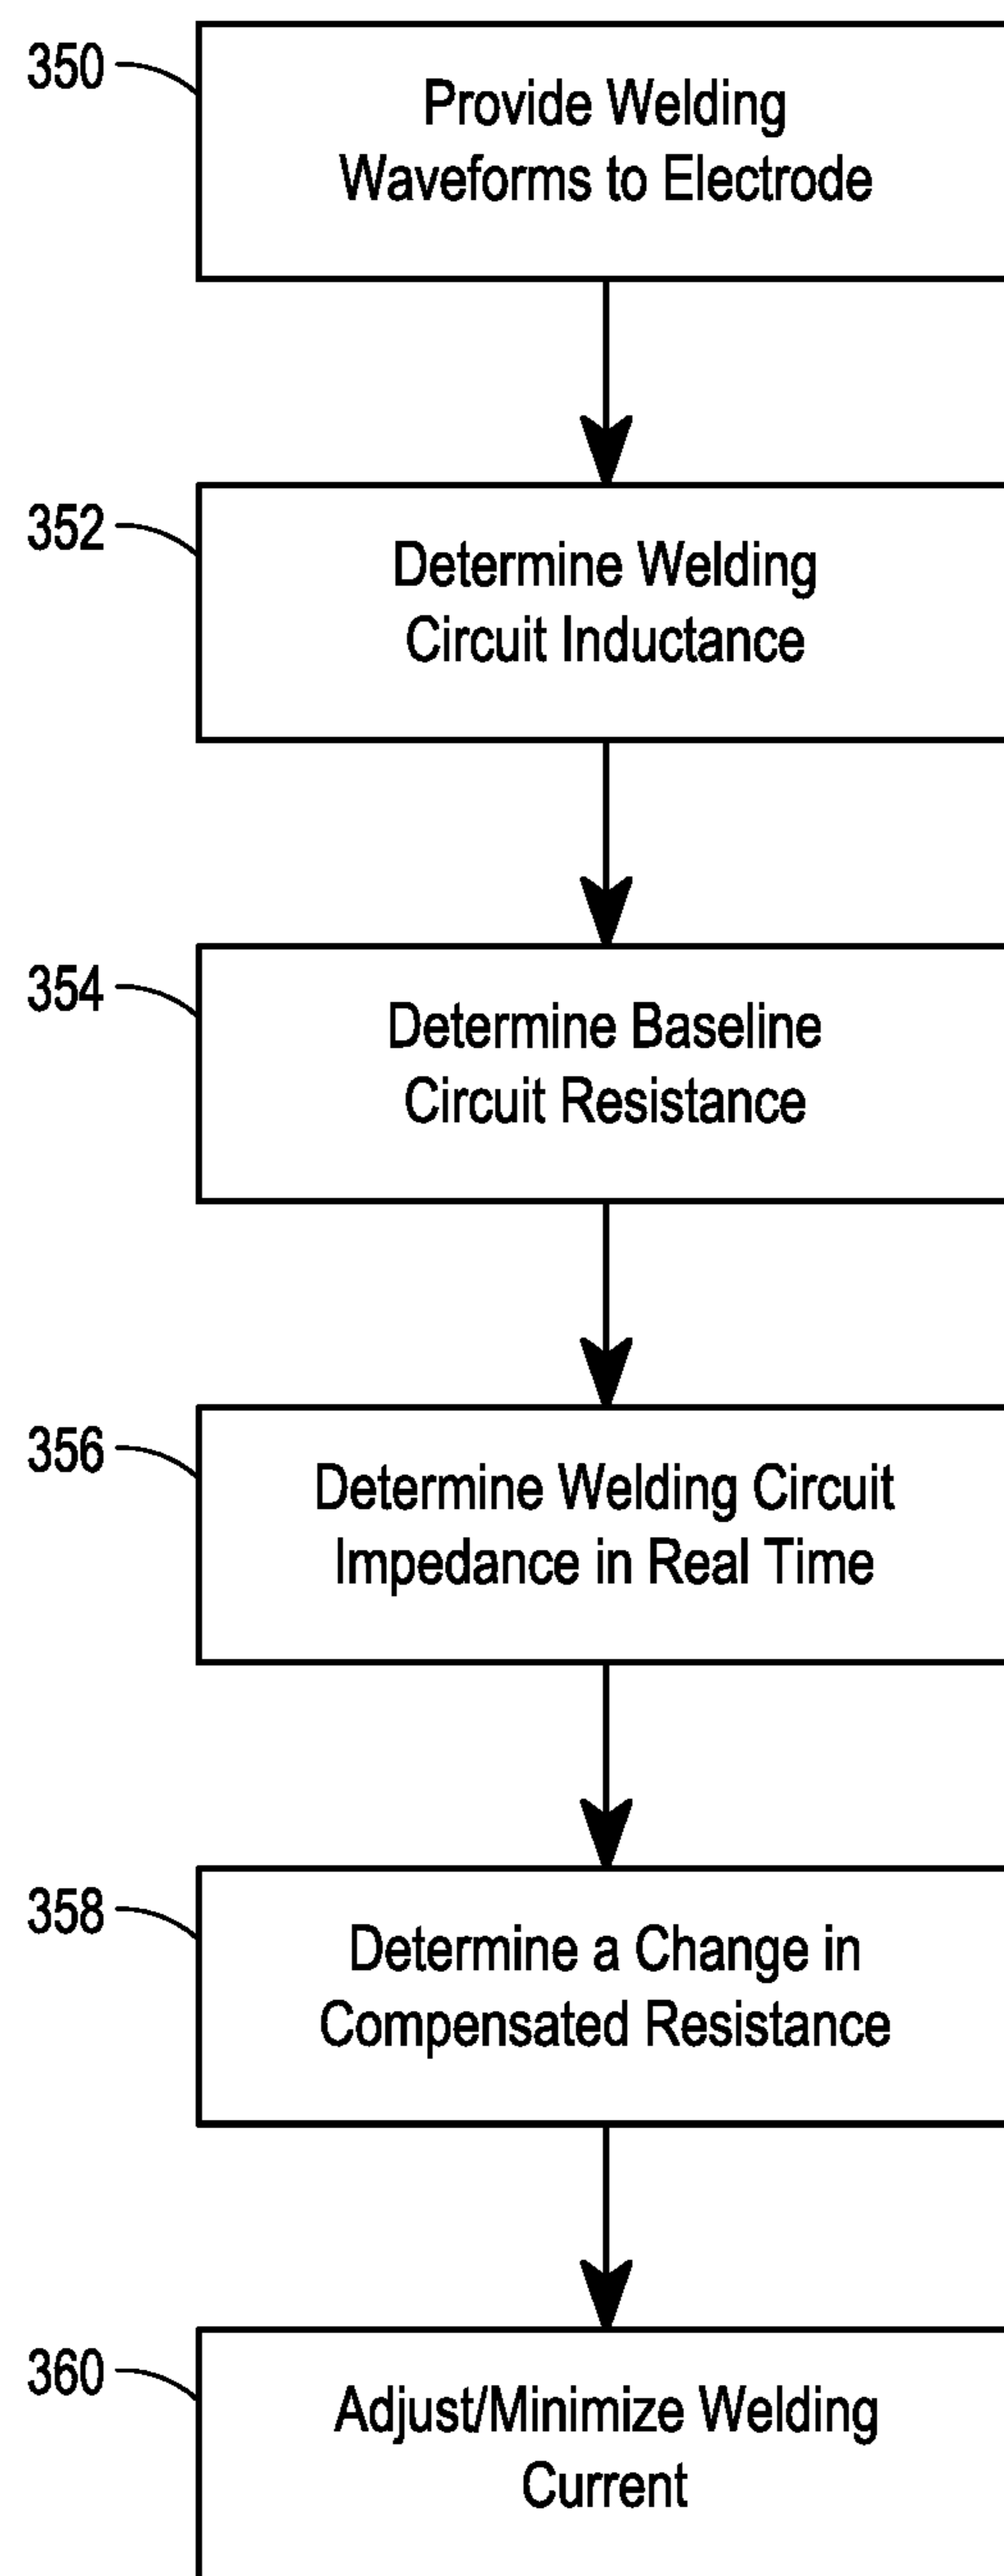 350
Provide Welding
Waveforms to Electrode
352
Determine Welding
Circuit Inductance
354
Determine Baseline
Circuit Resistance
356
Determine Welding Circuit
Impedance in Real Time
358
Determine a Change in
Compensated Resistance
360
Adjust/Minimize Welding
Current